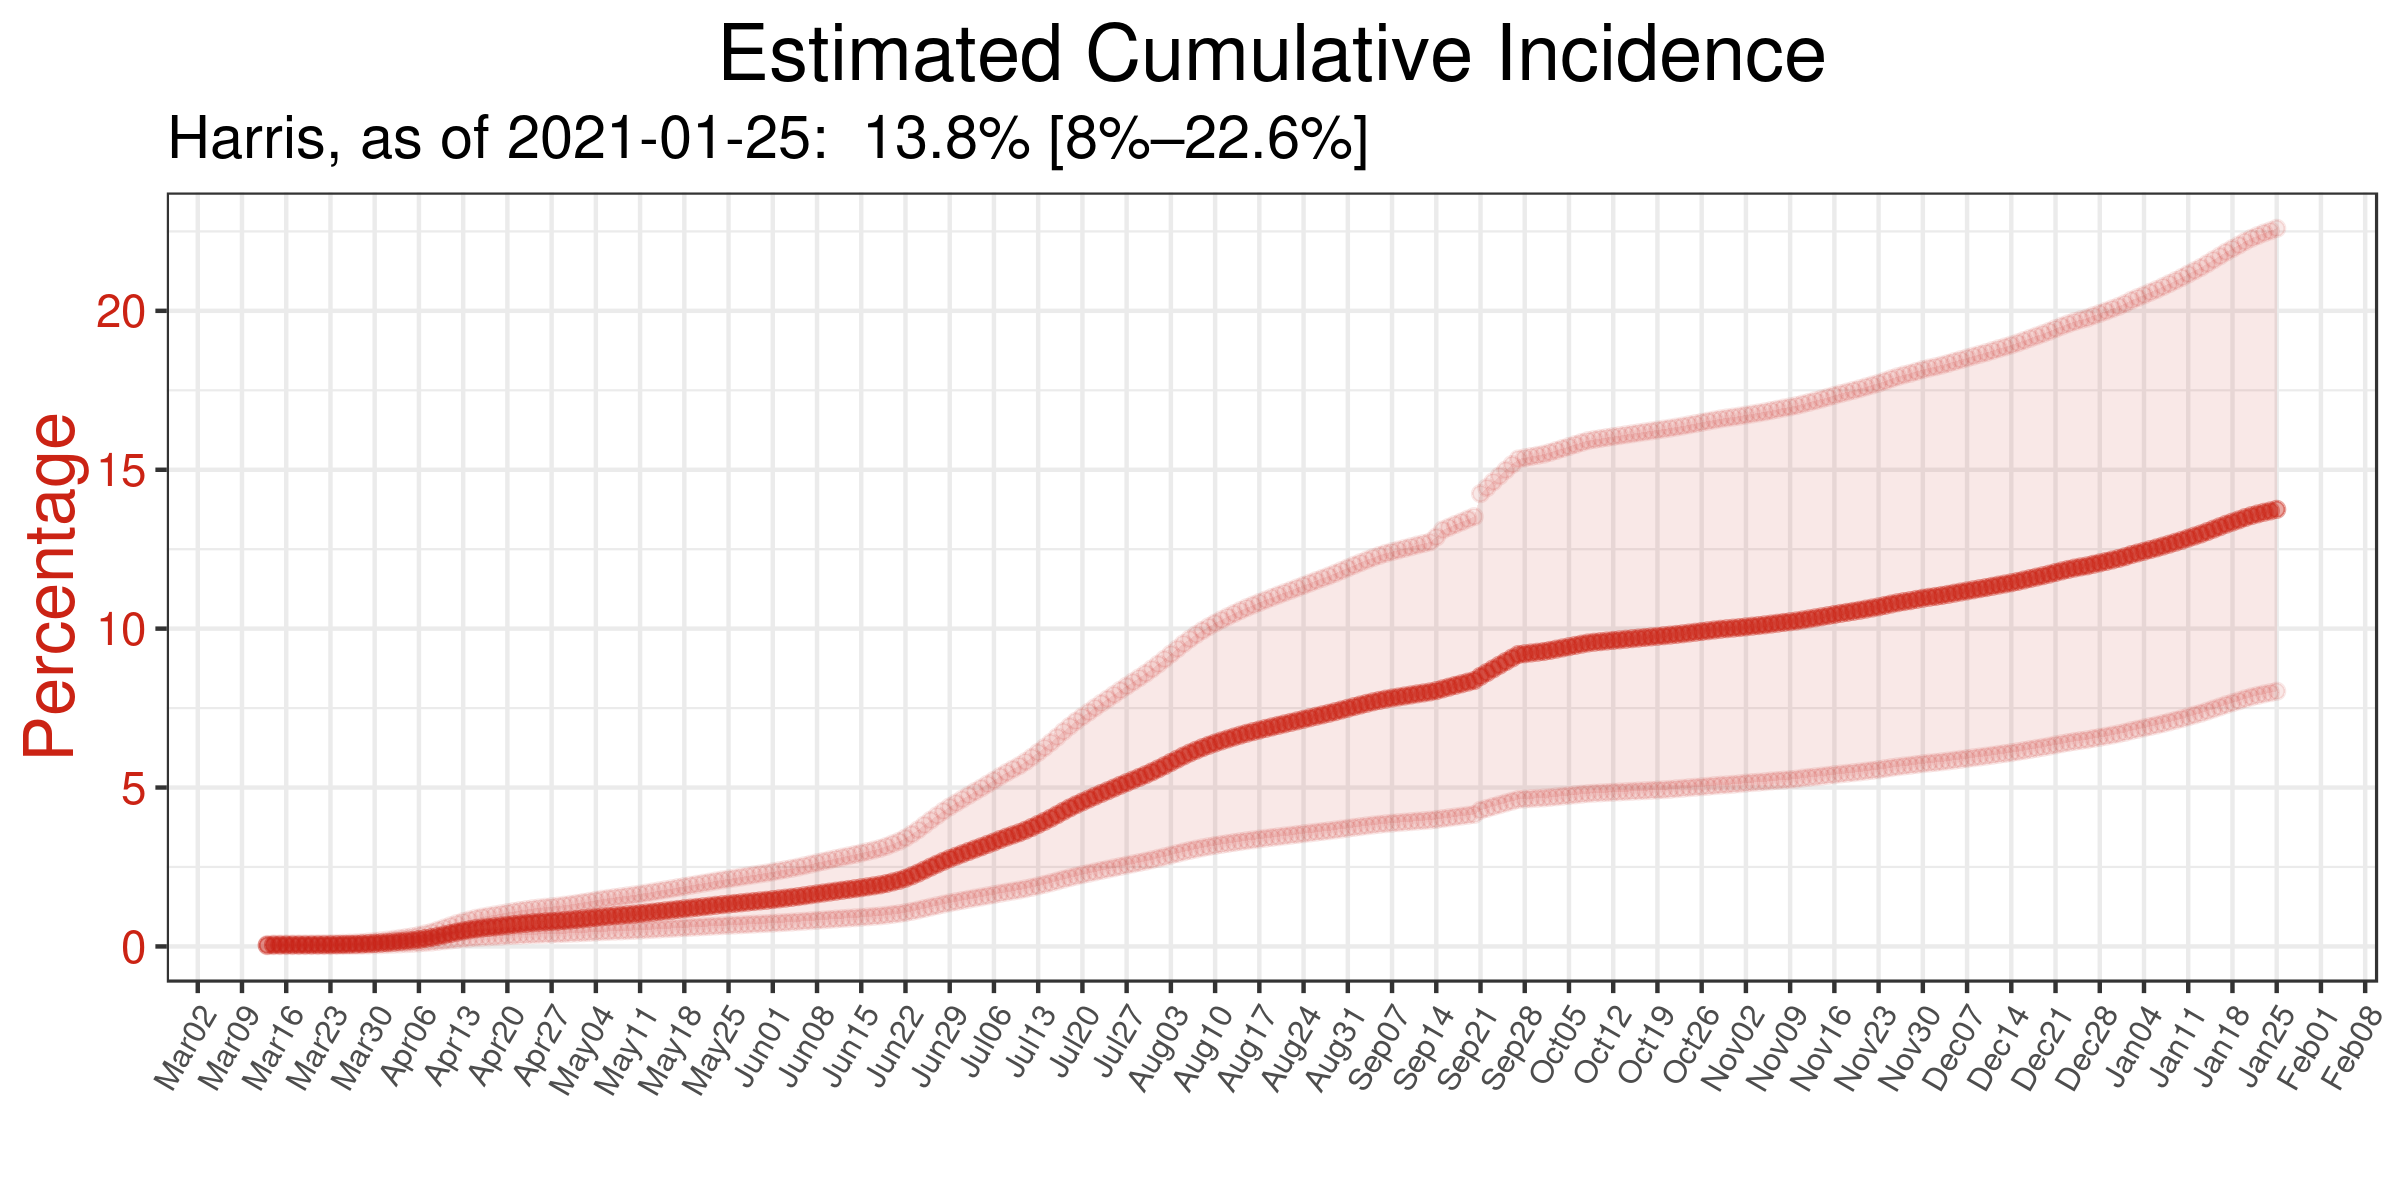 Estimated Cumulative Incidence
Harris, as of 2021-01-25:  13.8% [8%–22.6%]
Percentage
20
15
10
5
0
Mar02
Mar09
Mar16
Mar23
Mar30
Apr06
Apr13
Apr20
Apr27
May04
May11
May18
May25
Jun01
Jun08
Jun15
Jun22
Jun29
Jul06
Jul13
Jul20
Jul27
Aug03
Aug10
Aug17
Aug24
Aug31
Sep07
Sep14
Sep21
Sep28
Oct05
Oct12
Oct19
Oct26
Nov02
Nov09
Nov16
Nov23
Nov30
Dec07
Dec14
Dec21
Dec28
Jan04
Jan11
Jan18
Jan25
Feb01
Feb08